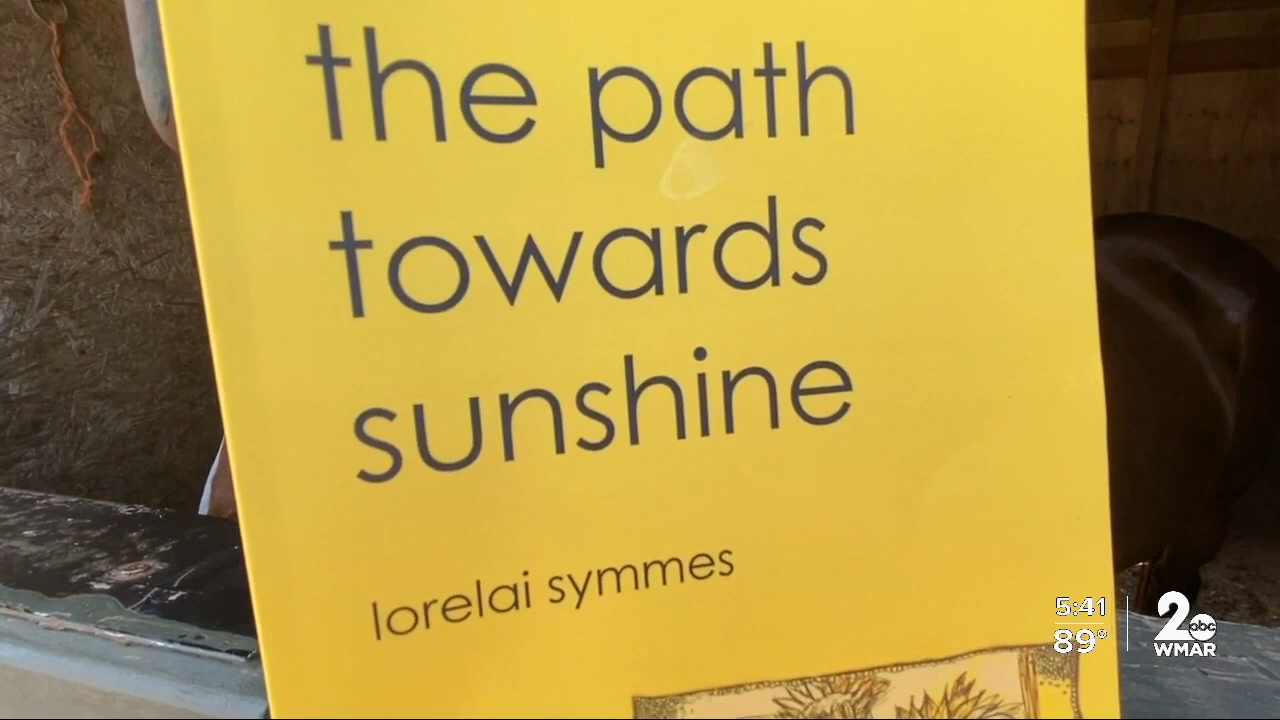 the path
towards
sunshine
lorelai symmes
5:41
89°
2 abc
WMAR